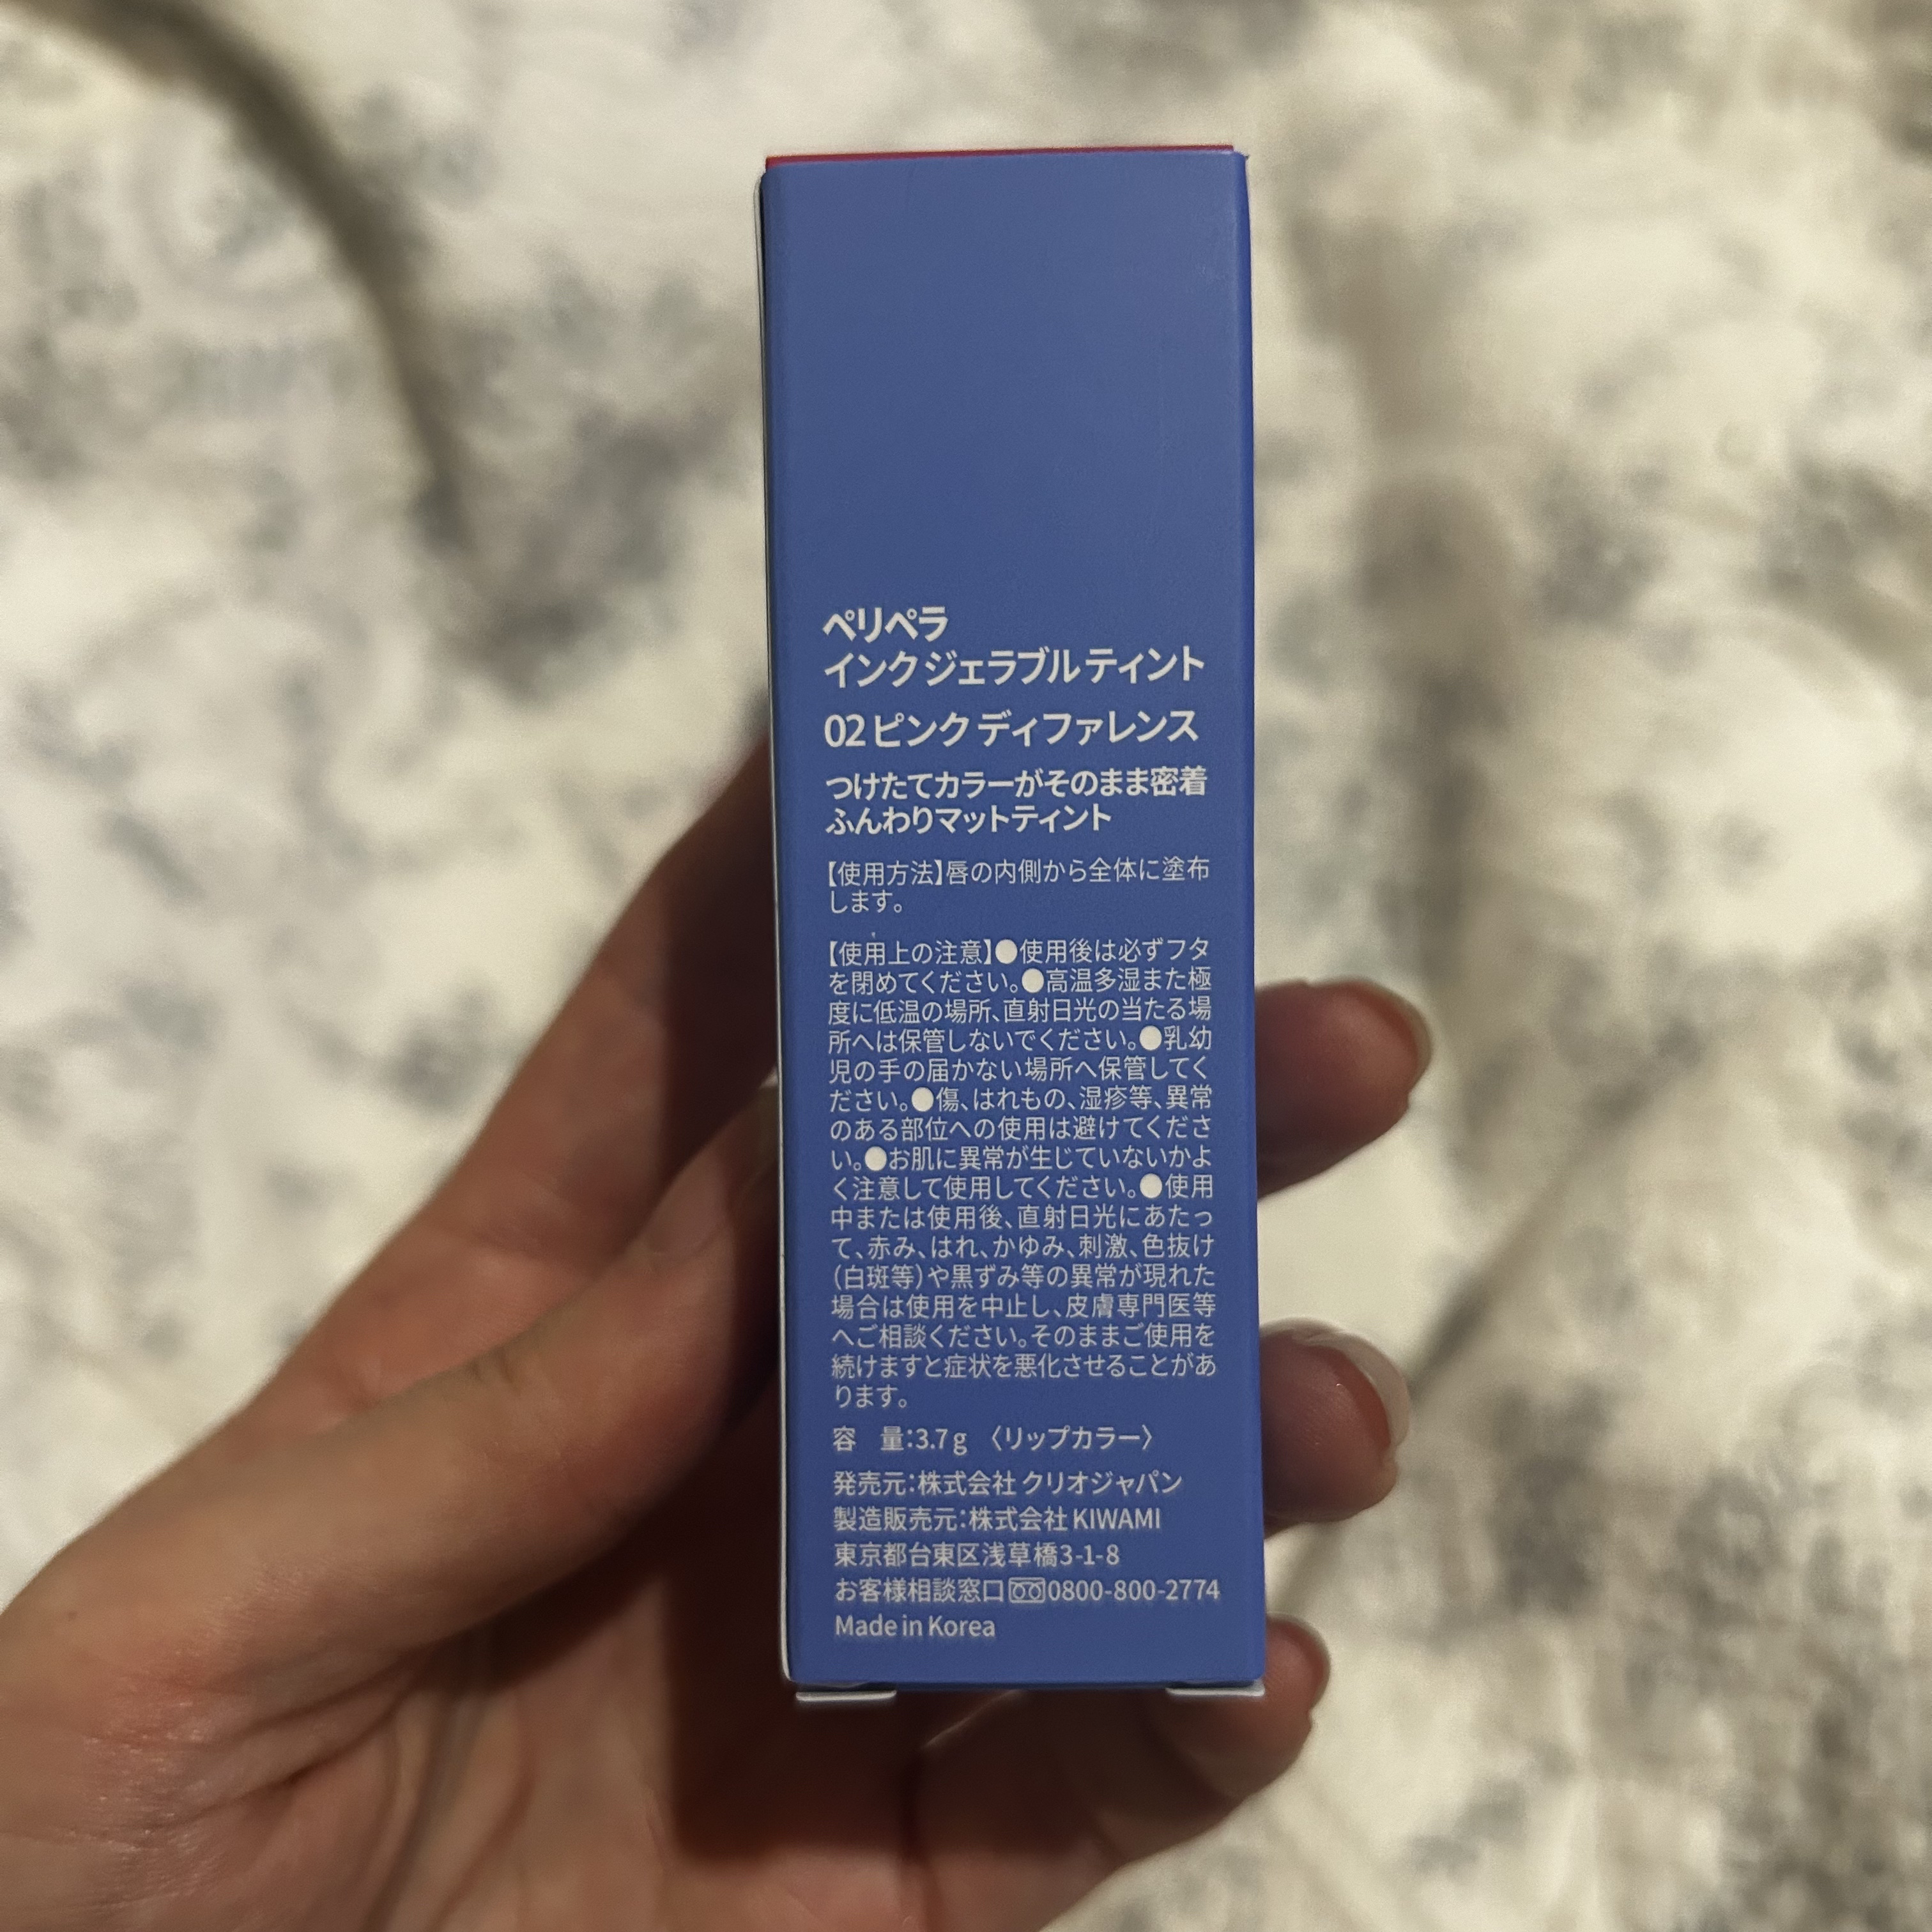 ペリペラ
インク ジェラブル ティント
02 ピンク ディファレンス
つけたてカラーがそのまま密着
ふんわりマットティント
【使用方法】唇の内側から全体に塗布
します。
【使用上の注意】●使用後は必ずフタ
を閉めてください。●高温多湿また極
度に低温の場所、直射日光の当たる場
所へは保管しないでください。●乳幼
児の手の届かない場所へ保管してく
ださい。●傷、はれもの、湿疹等、異常
のある部位への使用は避けてくださ
い。●お肌に異常が生じていないかよ
く注意して使用してください。●使用
中または使用後、直射日光にあたっ
て、赤み、はれ、かゆみ、刺激、色抜け
(白斑等)や黒ずみ等の異常が現れた
場合は使用を中止し、皮膚専門医等
へご相談ください。そのままご使用を
続けますと症状を悪化させることがあ
ります。
容　量:3.7g 〈リップカラー〉
発売元:株式会社 クリオジャパン
製造販売元:株式会社 KIWAMI
東京都台東区浅草橋3-1-8
お客様相談窓口 0800-800-2774
Made in Korea